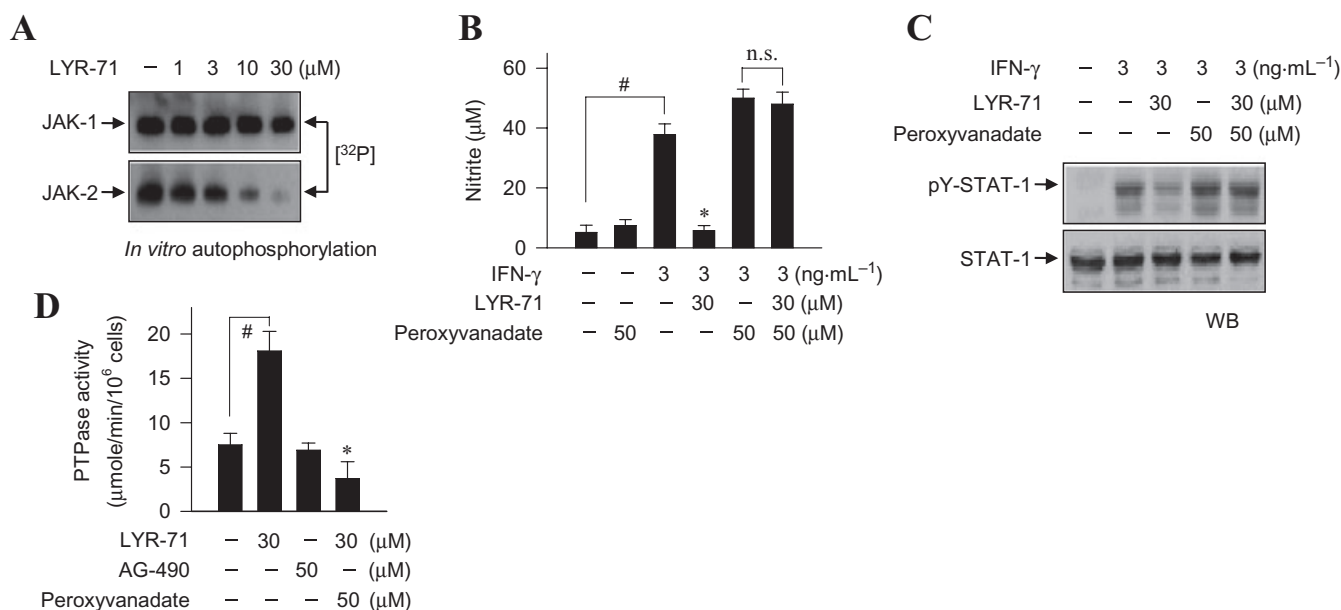 A
LYR-71 – 1 3 10 30 (μM)
JAK-1
[³²P]
JAK-2
In vitro autophosphorylation
B
n.s.
60
#
40
Nitrite (μM)
20
*
0
IFN-γ – – 3 3 3 3 (ng·mL⁻¹)
LYR-71 – – – 30 – 30 (μM)
Peroxyvanadate – 50 – – 50 50 (μM)
C
IFN-γ – 3 3 3 3 (ng·mL⁻¹)
LYR-71 – – 30 – 30 (μM)
Peroxyvanadate – – – 50 50 (μM)
pY-STAT-1
STAT-1
WB
D
20
#
15
PTPase activity
(μmole/min/10⁶ cells)
10
*
5
0
LYR-71 – 30 – 30 (μM)
AG-490 – – 50 – (μM)
Peroxyvanadate – – – 50 (μM)